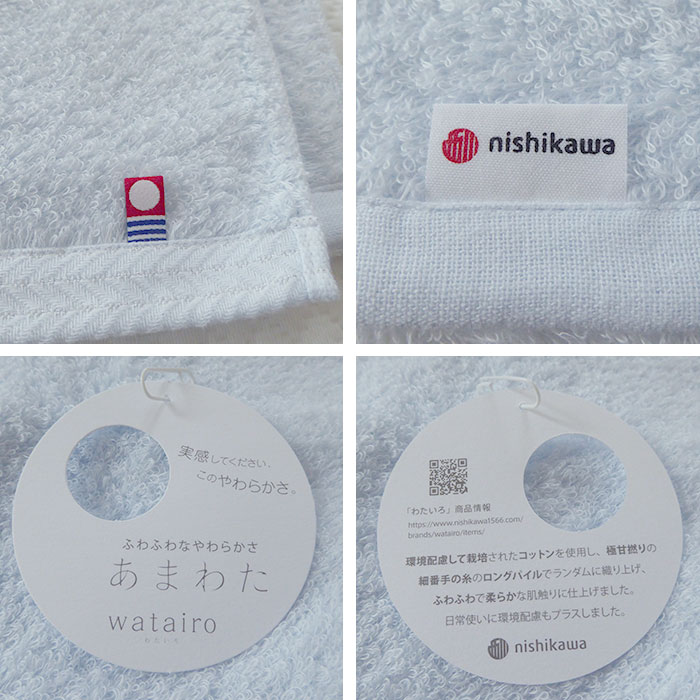 nishikawa
実感してください、
このやわらかさ。
ふわふわなやわらかさ
あまわた
watairo
わたいろ
「わたいろ」商品情報
https://www.nishikawa1566.com/
brands/watairo/items/
環境配慮して栽培されたコットンを使用し、極甘撚りの
細番手の糸のロングパイルでランダムに織り上げ、
ふわふわで柔らかな肌触りに仕上げました。
日常使いに環境配慮もプラスしました。
nishikawa